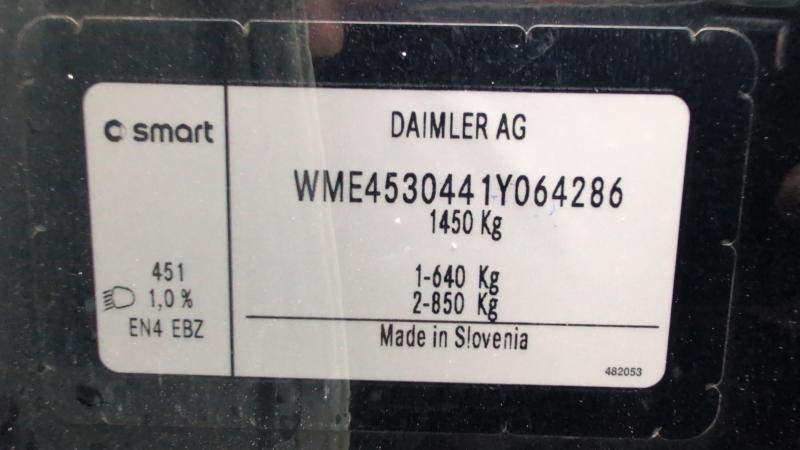 smart
451
1,0 %
EN4 EBZ
DAIMLER AG
WME4530441Y064286
1450 Kg
1-640 Kg
2-850 Kg
Made in Slovenia
482053